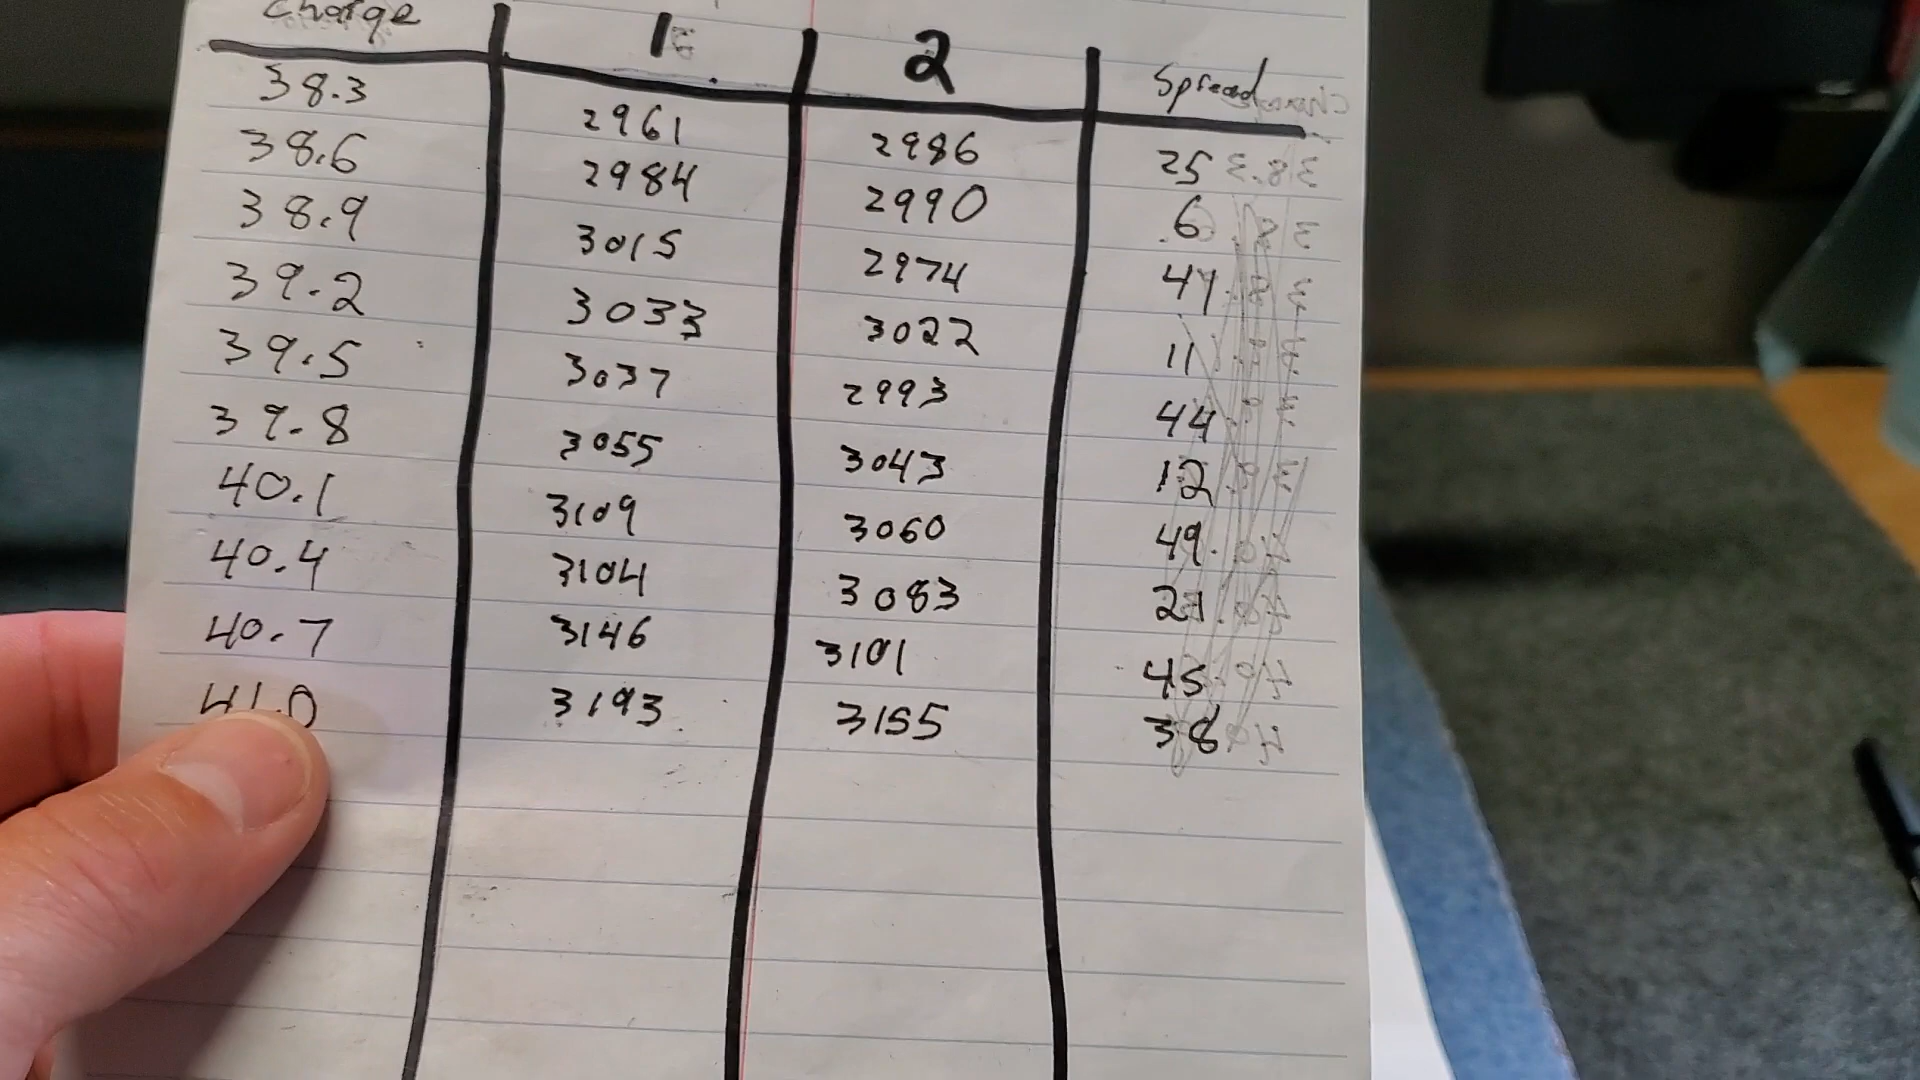 Charge 1 2 Spread
38.3 2961 2986 25
38.6 2984 2990 6
38.9 3015 2974 41
39.2 3033 3022 11
39.5 3037 2993 44
39.8 3055 3043 12
40.1 3109 3060 49
40.4 3104 3083 21
40.7 3146 3101 45
41.0 3193 3155 38